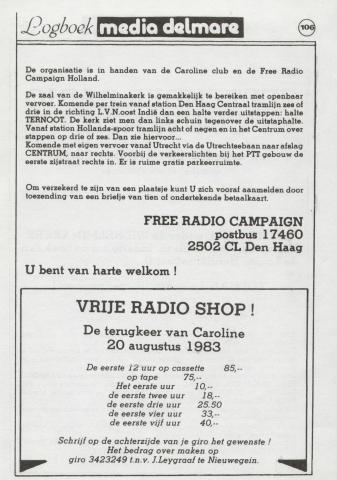 Logboek media delmare
106
De organisatie is in handen van de Caroline club en de Free Radio
Campaign Holland.
De zaal van de Wilhelminakerk is gemakkelijk te bereiken met openbaar
vervoer. Komende per trein vanaf station Den Haag Centraal tramlijn zes of
drie in de richting L.V.N.oost Indië dan een halte verder uitstappen: halte
TERNOOT. De kerk ziet men dan links schuin tegenover de uitstaphalte.
Vanaf station Hollands-spoor tramlijn acht of negen en in het Centrum over
stappen op drie of zes. Dan zie hiervoor...
Komende met eigen vervoer vanaf Utrecht via de Utrechtsebaan naar afslag
CENTRUM, naar rechts. Voorbij de verkeerslichten bij het PTT gebouw de
eerste zijstraat rechts in. Er is ruime gratis parkeerruimte.
Om verzekerd te zijn van een plaatsje kunt U zich vooraf aanmelden door
toezending van een briefje van tien of ondertekende betaalkaart.
FREE RADIO CAMPAIGN
postbus 17460
2502 CL Den Haag
U bent van harte welkom !
VRIJE RADIO SHOP !
De terugkeer van Caroline
20 augustus 1983
De eerste 12 uur op cassette 85,--
op tape 75,--
Het eerste uur 10,--
de eerste twee uur 18,--
de eerste drie uur 25.50
de eerste vier uur 33,--
de eerste vijf uur 40,--
Schrijf op de achterzijde van je giro het gewenste !
Het bedrag over maken op
giro 3423249 t.n.v. J.Leygraaf te Nieuwegein.